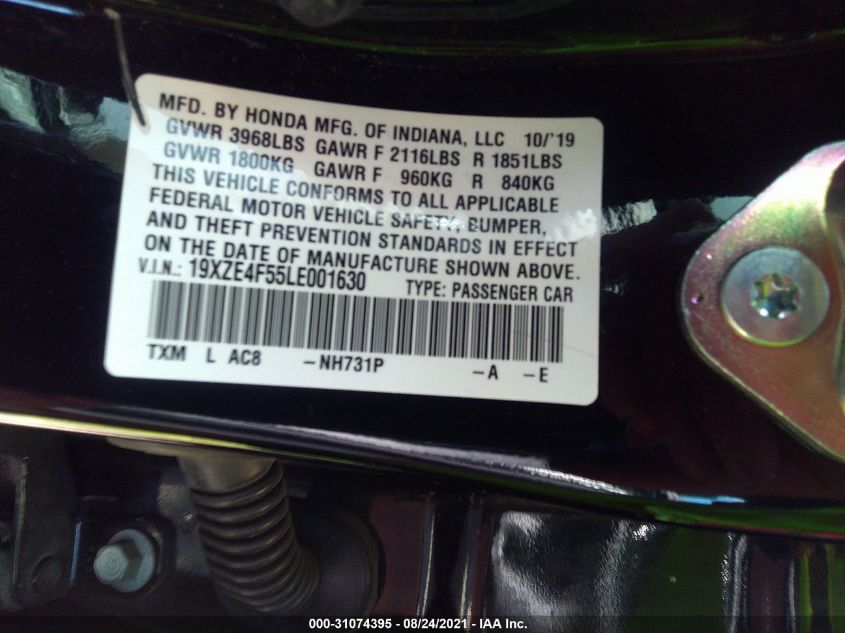 MFD. BY HONDA MFG. OF INDIANA, LLC 10/'19
GVWR 3968LBS GAWR F 2116LBS R 1851LBS
GVWR 1800KG GAWR F 960KG R 840KG
THIS VEHICLE CONFORMS TO ALL APPLICABLE
FEDERAL MOTOR VEHICLE SAFETY, BUMPER,
AND THEFT PREVENTION STANDARDS IN EFFECT
ON THE DATE OF MANUFACTURE SHOWN ABOVE.
V.I.N.: 19XZE4F55LE001630 TYPE: PASSENGER CAR
TXM L AC8 -NH731P -A -E
000-31074395 - 08/24/2021 - IAA Inc.